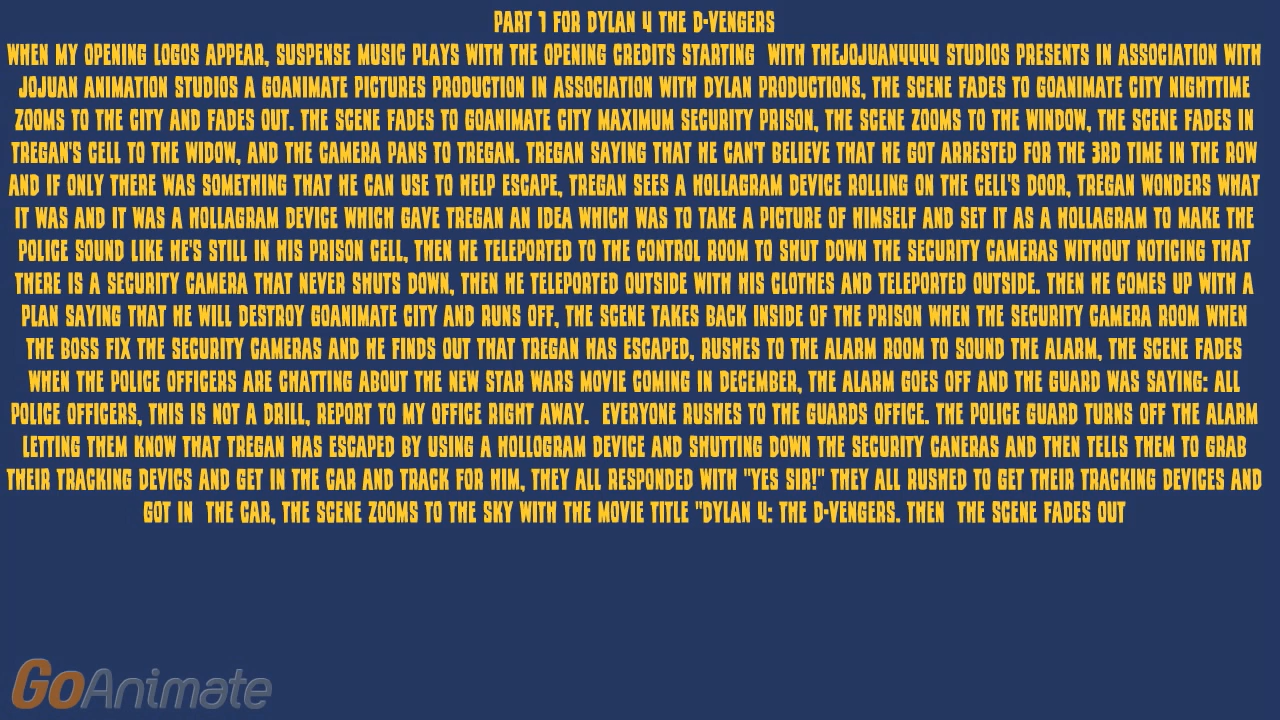 PART 1 FOR DYLAN 4 THE D-VENGERS
WHEN MY OPENING LOGOS APPEAR, SUSPENSE MUSIC PLAYS WITH THE OPENING CREDITS STARTING WITH THEJOJUAN4444 STUDIOS PRESENTS IN ASSOCIATION WITH
JOJUAN ANIMATION STUDIOS A GOANIMATE PICTURES PRODUCTION IN ASSOCIATION WITH DYLAN PRODUCTIONS, THE SCENE FADES TO GOANIMATE CITY NIGHTTIME
ZOOMS TO THE CITY AND FADES OUT. THE SCENE FADES TO GOANIMATE CITY MAXIMUM SECURITY PRISON, THE SCENE ZOOMS TO THE WINDOW, THE SCENE FADES IN
TREGAN'S CELL TO THE WIDOW, AND THE CAMERA PANS TO TREGAN. TREGAN SAYING THAT HE CAN'T BELIEVE THAT HE GOT ARRESTED FOR THE 3RD TIME IN THE ROW
AND IF ONLY THERE WAS SOMETHING THAT HE CAN USE TO HELP ESCAPE, TREGAN SEES A HOLLAGRAM DEVICE ROLLING ON THE CELL'S DOOR, TREGAN WONDERS WHAT
IT WAS AND IT WAS A HOLLAGRAM DEVICE WHICH GAVE TREGAN AN IDEA WHICH WAS TO TAKE A PICTURE OF HIMSELF AND SET IT AS A HOLLAGRAM TO MAKE THE
POLICE SOUND LIKE HE'S STILL IN HIS PRISON CELL, THEN HE TELEPORTED TO THE CONTROL ROOM TO SHUT DOWN THE SECURITY CAMERAS WITHOUT NOTICING THAT
THERE IS A SECURITY CAMERA THAT NEVER SHUTS DOWN, THEN HE TELEPORTED OUTSIDE WITH HIS CLOTHES AND TELEPORTED OUTSIDE. THEN HE COMES UP WITH A
PLAN SAYING THAT HE WILL DESTROY GOANIMATE CITY AND RUNS OFF, THE SCENE TAKES BACK INSIDE OF THE PRISON WHEN THE SECURITY CAMERA ROOM WHEN
THE BOSS FIX THE SECURITY CAMERAS AND HE FINDS OUT THAT TREGAN HAS ESCAPED, RUSHES TO THE ALARM ROOM TO SOUND THE ALARM, THE SCENE FADES
WHEN THE POLICE OFFICERS ARE CHATTING ABOUT THE NEW STAR WARS MOVIE COMING IN DECEMBER, THE ALARM GOES OFF AND THE GUARD WAS SAYING: ALL
POLICE OFFICERS, THIS IS NOT A DRILL, REPORT TO MY OFFICE RIGHT AWAY. EVERYONE RUSHES TO THE GUARDS OFFICE. THE POLICE GUARD TURNS OFF THE ALARM
LETTING THEM KNOW THAT TREGAN HAS ESCAPED BY USING A HOLLOGRAM DEVICE AND SHUTTING DOWN THE SECURITY CANERAS AND THEN TELLS THEM TO GRAB
THEIR TRACKING DEVICS AND GET IN THE CAR AND TRACK FOR HIM, THEY ALL RESPONDED WITH "YES SIR!" THEY ALL RUSHED TO GET THEIR TRACKING DEVICES AND
GOT IN THE CAR, THE SCENE ZOOMS TO THE SKY WITH THE MOVIE TITLE "DYLAN 4: THE D-VENGERS. THEN THE SCENE FADES OUT
GoAnimate